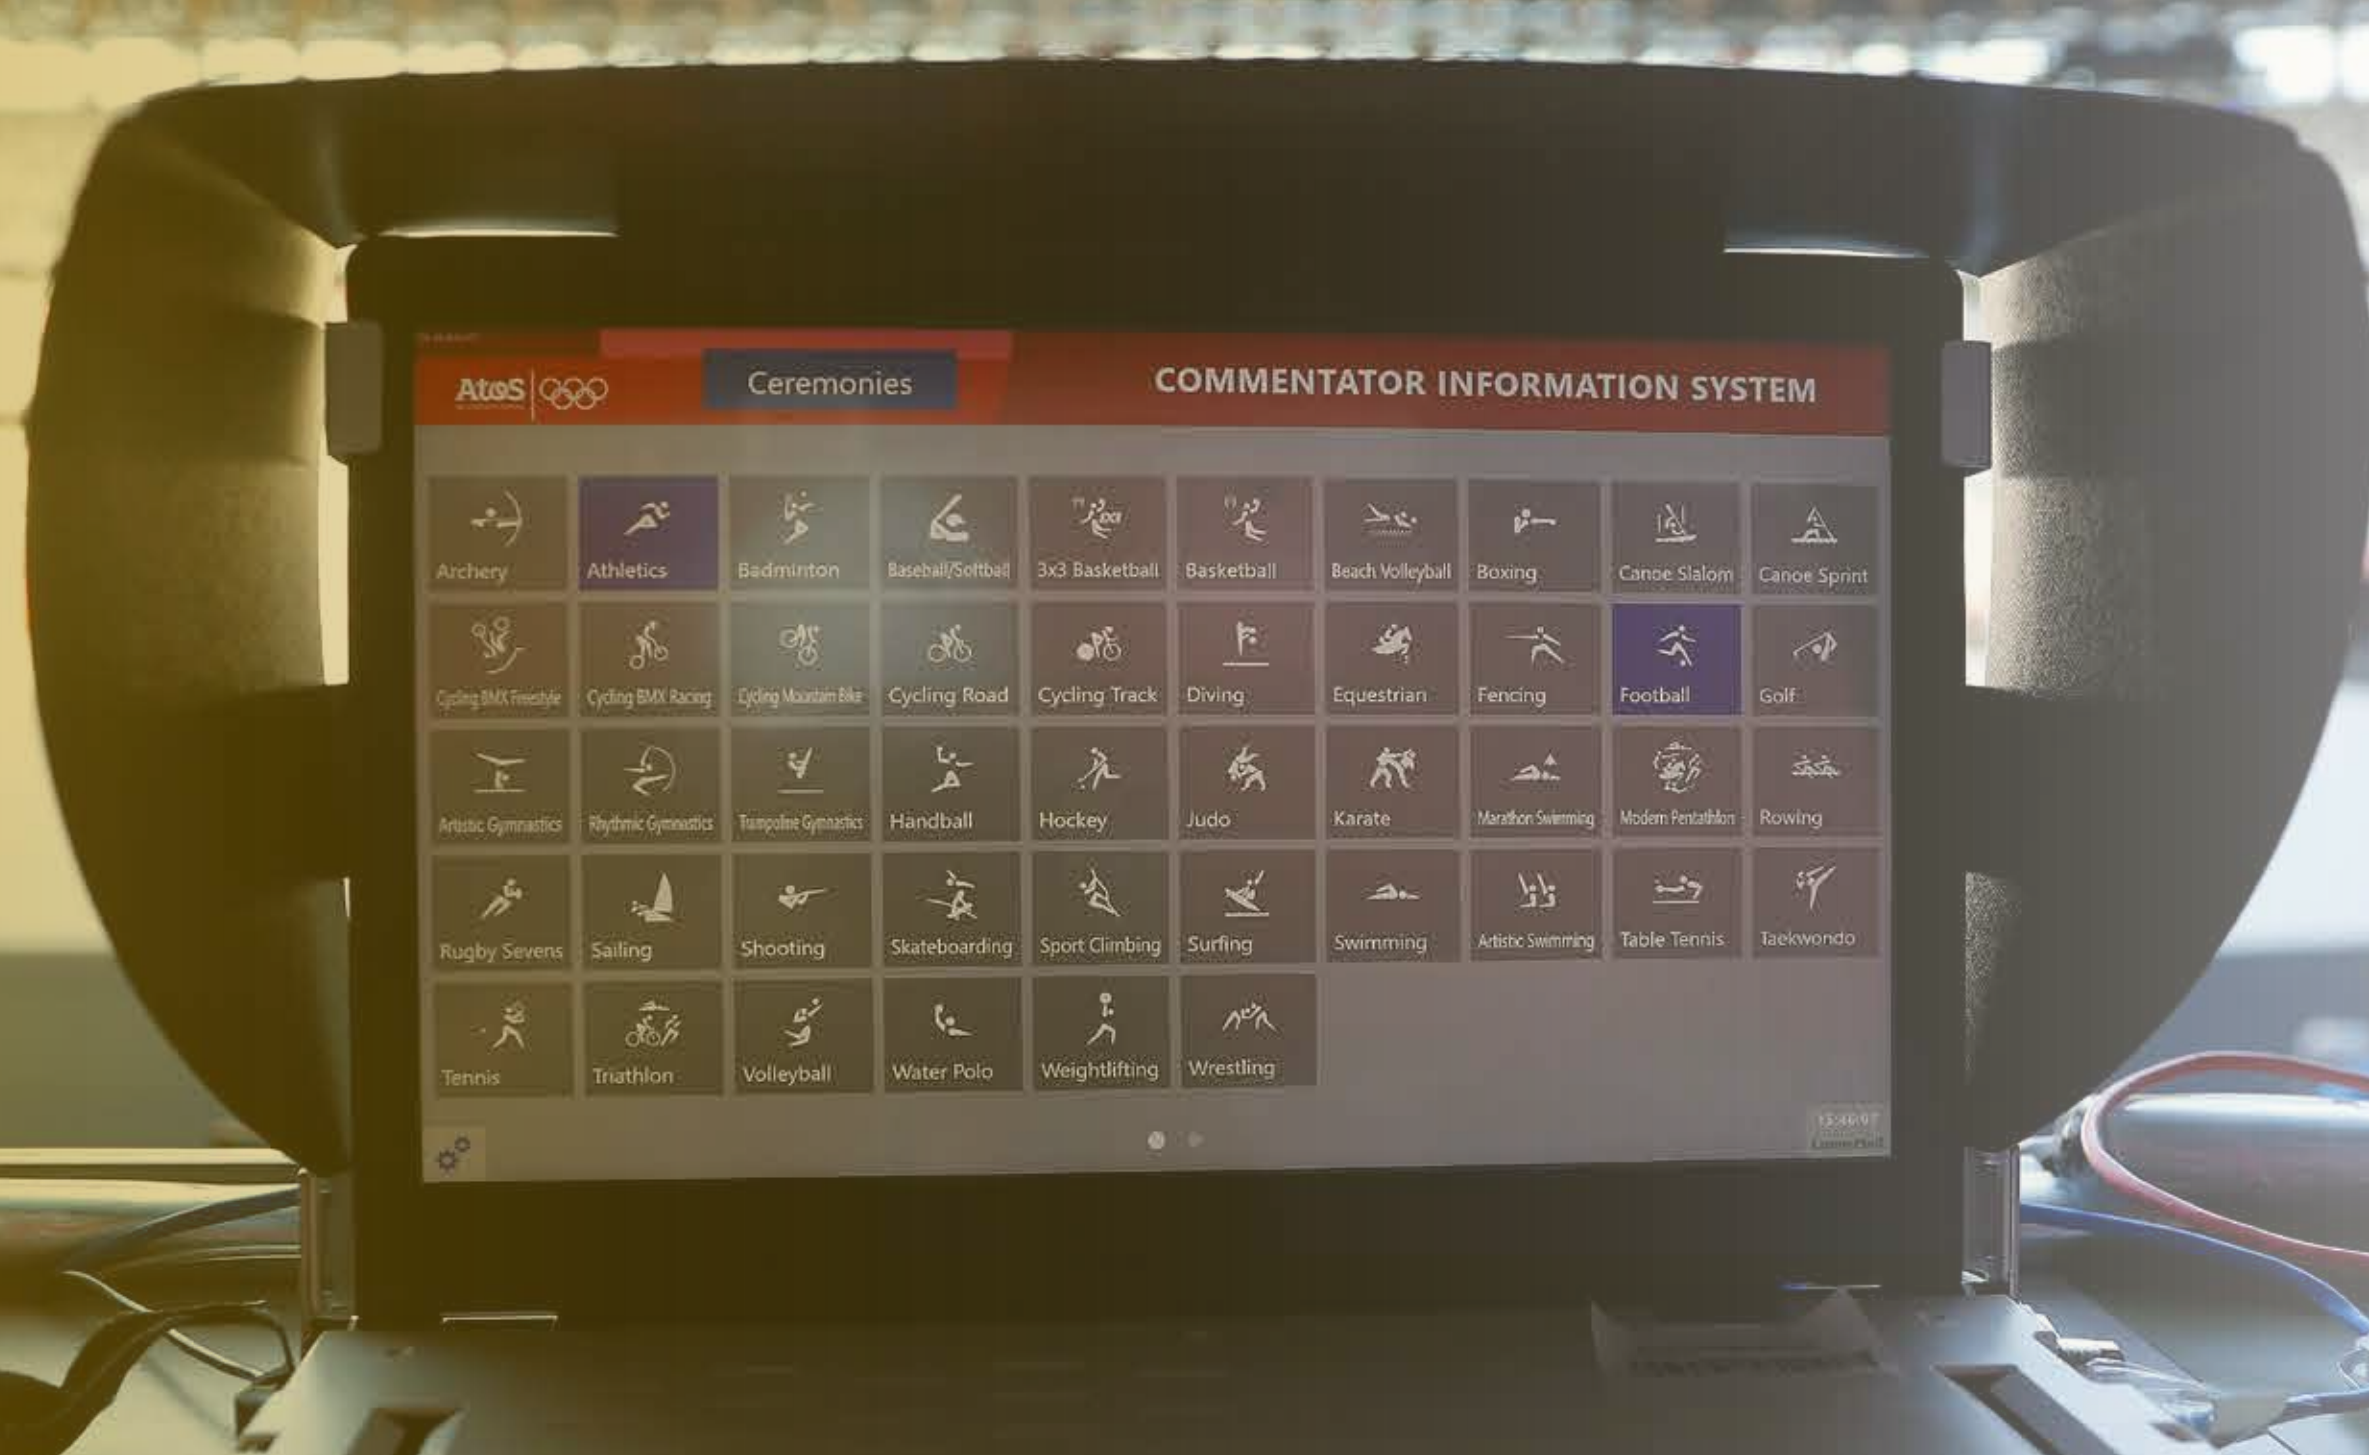 Atos
Ceremonies
COMMENTATOR INFORMATION SYSTEM
Archery
Athletics
Badminton
Baseball/Softball
3x3 Basketball
Basketball
Beach Volleyball
Boxing
Canoe Slalom
Canoe Sprint
Cycling BMX Freestyle
Cycling BMX Racing
Cycling Mountain Bike
Cycling Road
Cycling Track
Diving
Equestrian
Fencing
Football
Golf
Artistic Gymnastics
Rhythmic Gymnastics
Trampoline Gymnastics
Handball
Hockey
Judo
Karate
Marathon Swimming
Modern Pentathlon
Rowing
Rugby Sevens
Sailing
Shooting
Skateboarding
Sport Climbing
Surfing
Swimming
Artistic Swimming
Table Tennis
Taekwondo
Tennis
Triathlon
Volleyball
Water Polo
Weightlifting
Wrestling